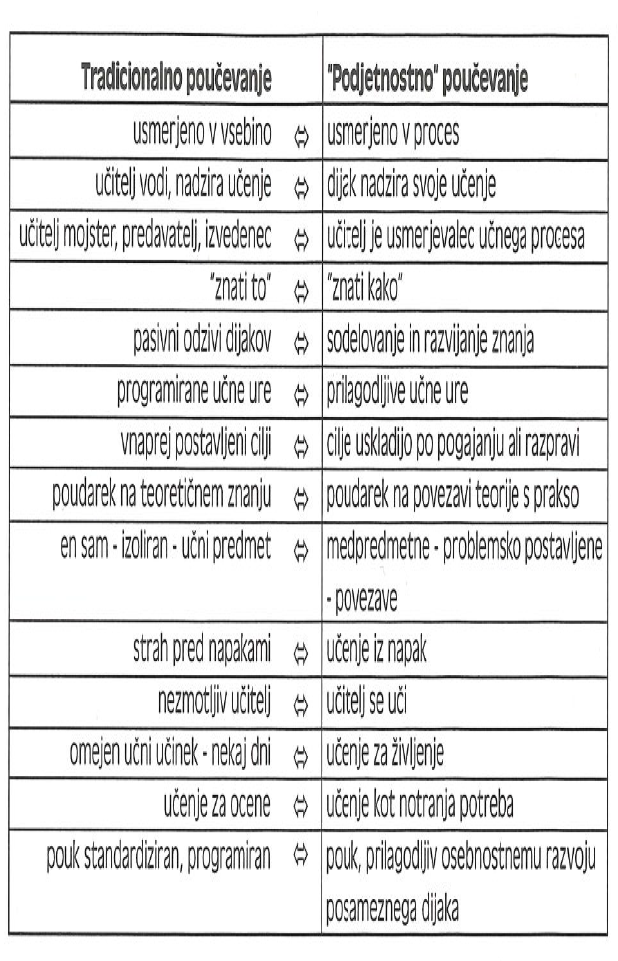 Tradicionalno poučevanje "Podjetnostno" poučevanje
usmerjeno v vsebino ⇔ usmerjeno v proces
učitelj vodi, nadzira učenje ⇔ dijak nadzira svoje učenje
učitelj mojster, predavatelj, izvedenec ⇔ učitelj je usmerjevalec učnega procesa
"znati to" ⇔ "znati kako"
pasivni odzivi dijakov ⇔ sodelovanje in razvijanje znanja
programirane učne ure ⇔ prilagodljive učne ure
vnaprej postavljeni cilji ⇔ cilje uskladijo po pogajanju ali razpravi
poudarek na teoretičnem znanju ⇔ poudarek na povezavi teorije s prakso
en sam - izoliran - učni predmet ⇔ medpredmetne - problemsko postavljene
- povezave
strah pred napakami ⇔ učenje iz napak
nezmotljiv učitelj ⇔ učitelj se uči
omejen učni učinek - nekaj dni ⇔ učenje za življenje
učenje za ocene ⇔ učenje kot notranja potreba
pouk standardiziran, programiran ⇔ pouk, prilagodljiv osebnostnemu razvoju
posameznega dijaka